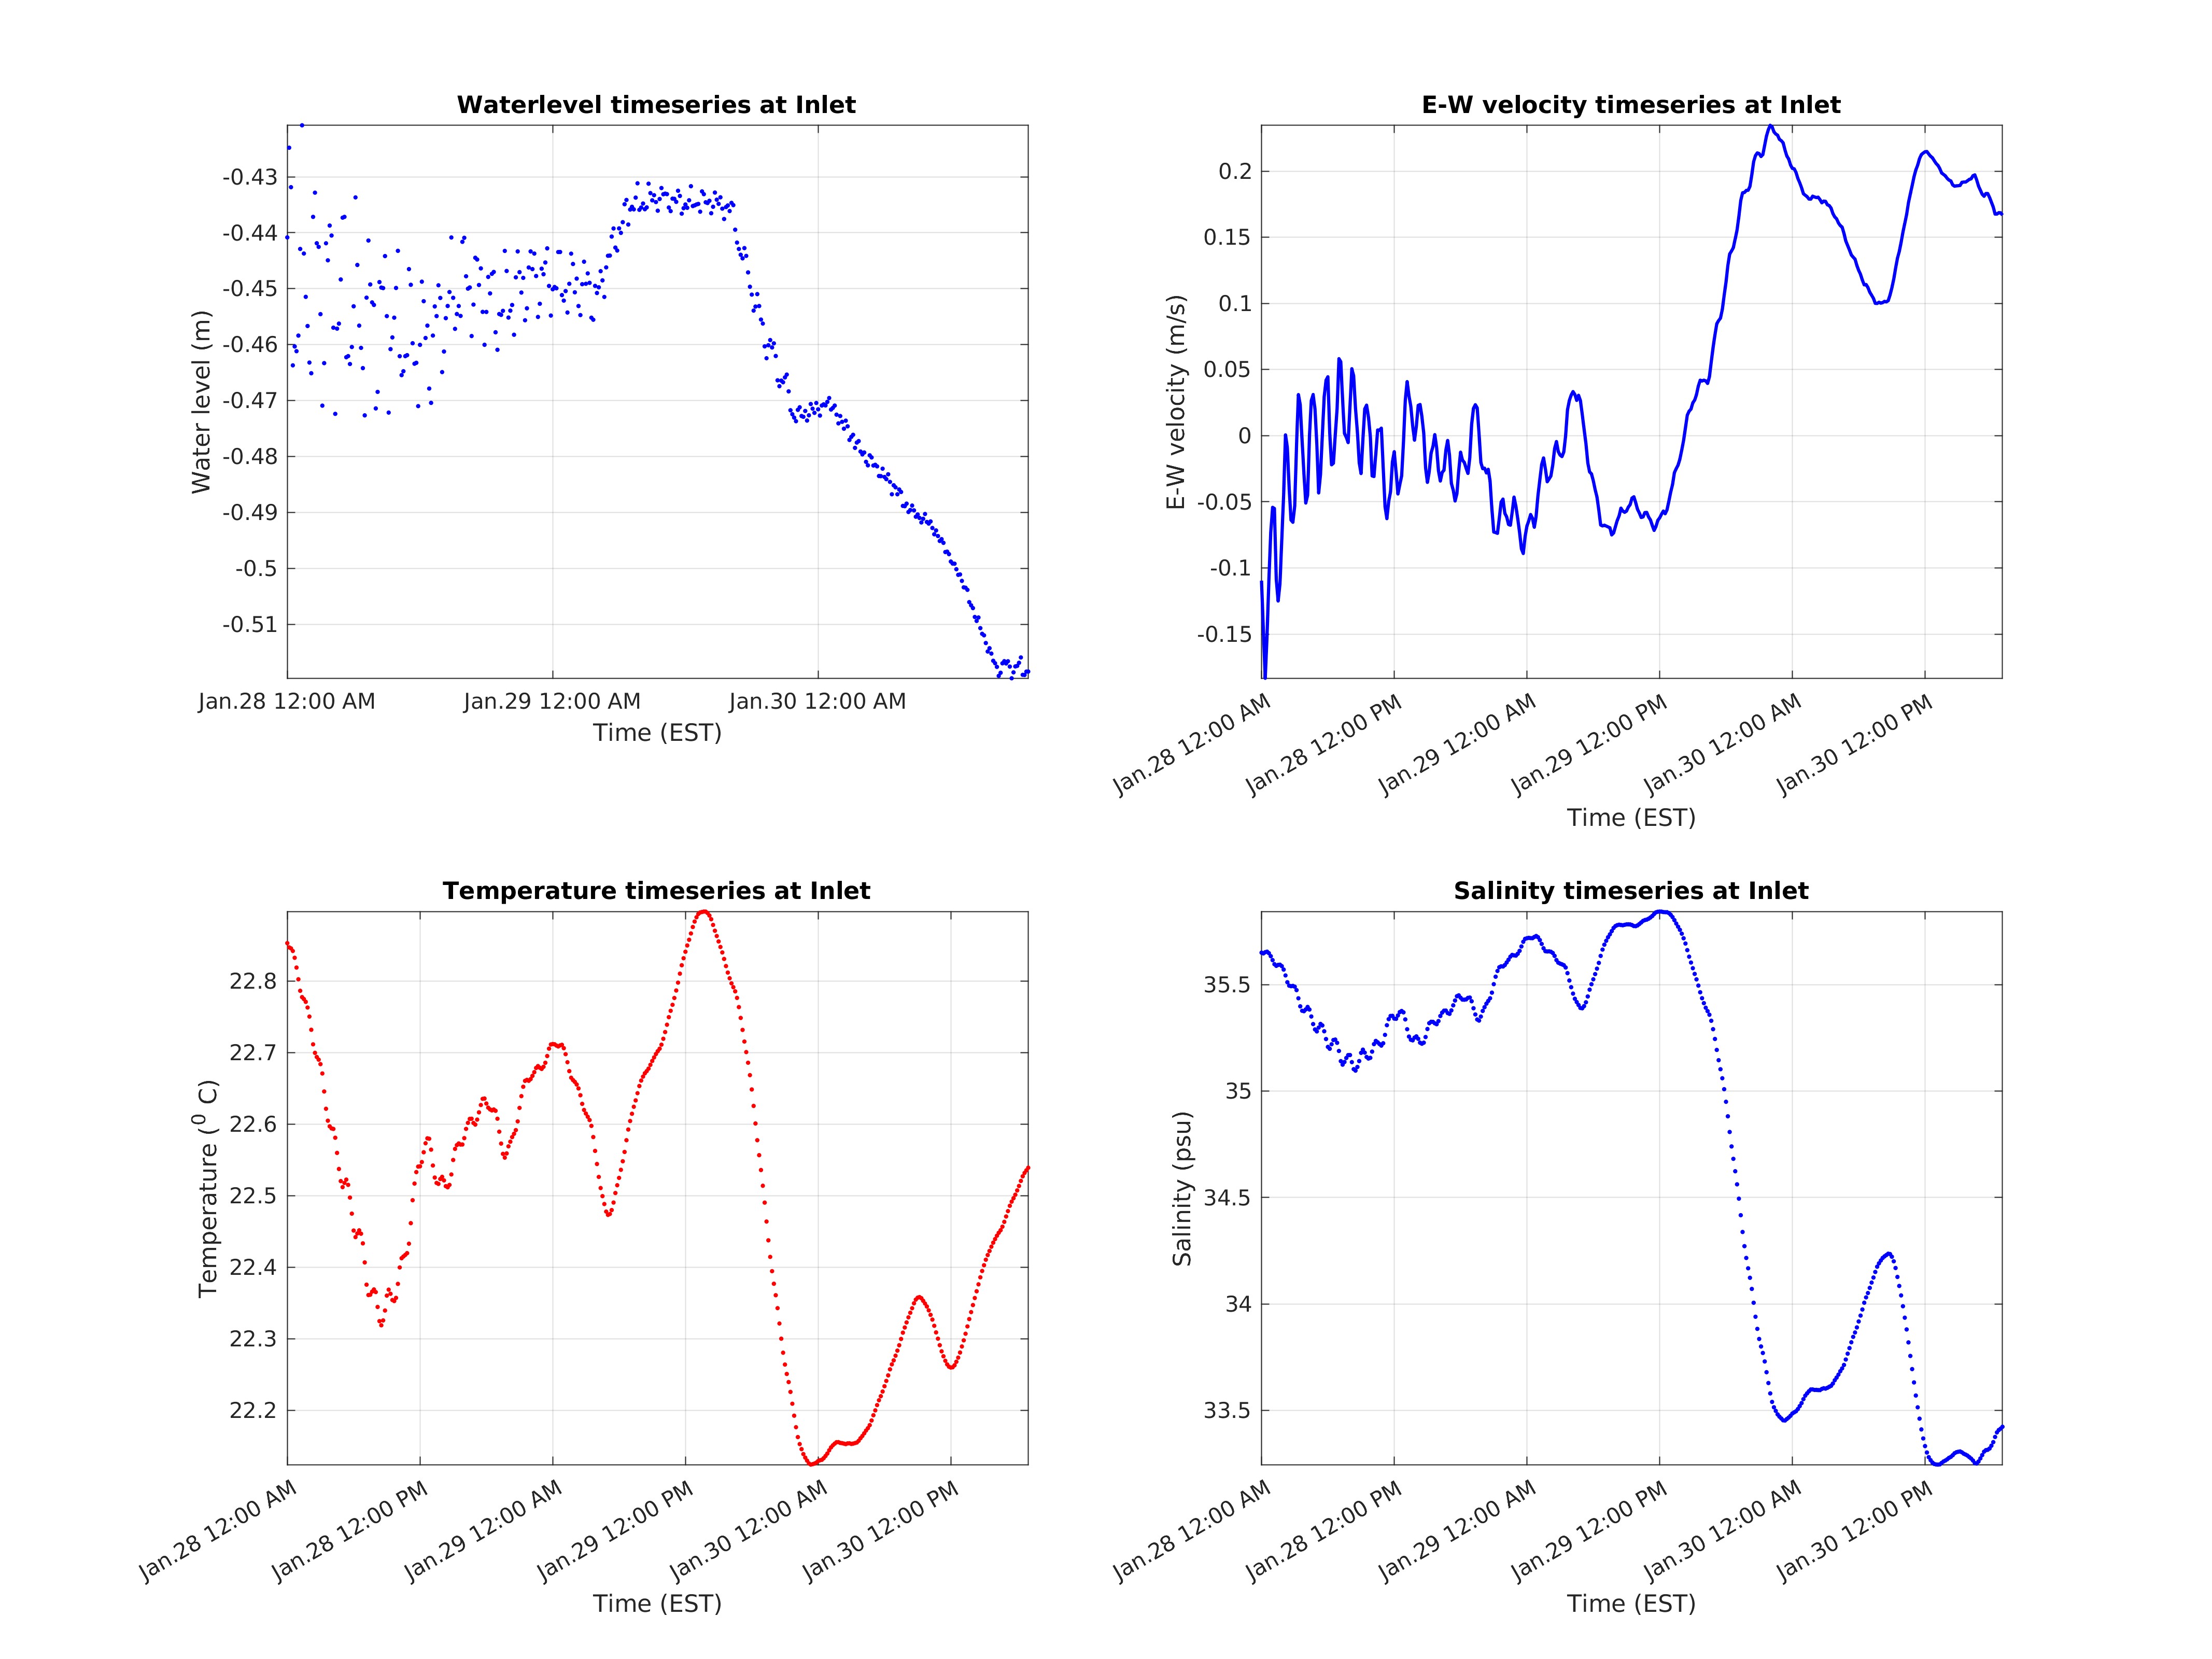 Waterlevel timeseries at Inlet
-0.43
-0.44
-0.45
-0.46
-0.47
-0.48
-0.49
-0.5
-0.51
Water level (m)
Jan.28 12:00 AM
Jan.29 12:00 AM
Jan.30 12:00 AM
Time (EST)
E-W velocity timeseries at Inlet
0.2
0.15
0.1
0.05
0
-0.05
-0.1
-0.15
E-W velocity (m/s)
Jan.28 12:00 AM
Jan.28 12:00 PM
Jan.29 12:00 AM
Jan.29 12:00 PM
Jan.30 12:00 AM
Jan.30 12:00 PM
Time (EST)
Temperature timeseries at Inlet
22.8
22.7
22.6
22.5
22.4
22.3
22.2
Temperature (⁰ C)
Jan.28 12:00 AM
Jan.28 12:00 PM
Jan.29 12:00 AM
Jan.29 12:00 PM
Jan.30 12:00 AM
Jan.30 12:00 PM
Time (EST)
Salinity timeseries at Inlet
35.5
35
34.5
34
33.5
Salinity (psu)
Jan.28 12:00 AM
Jan.28 12:00 PM
Jan.29 12:00 AM
Jan.29 12:00 PM
Jan.30 12:00 AM
Jan.30 12:00 PM
Time (EST)